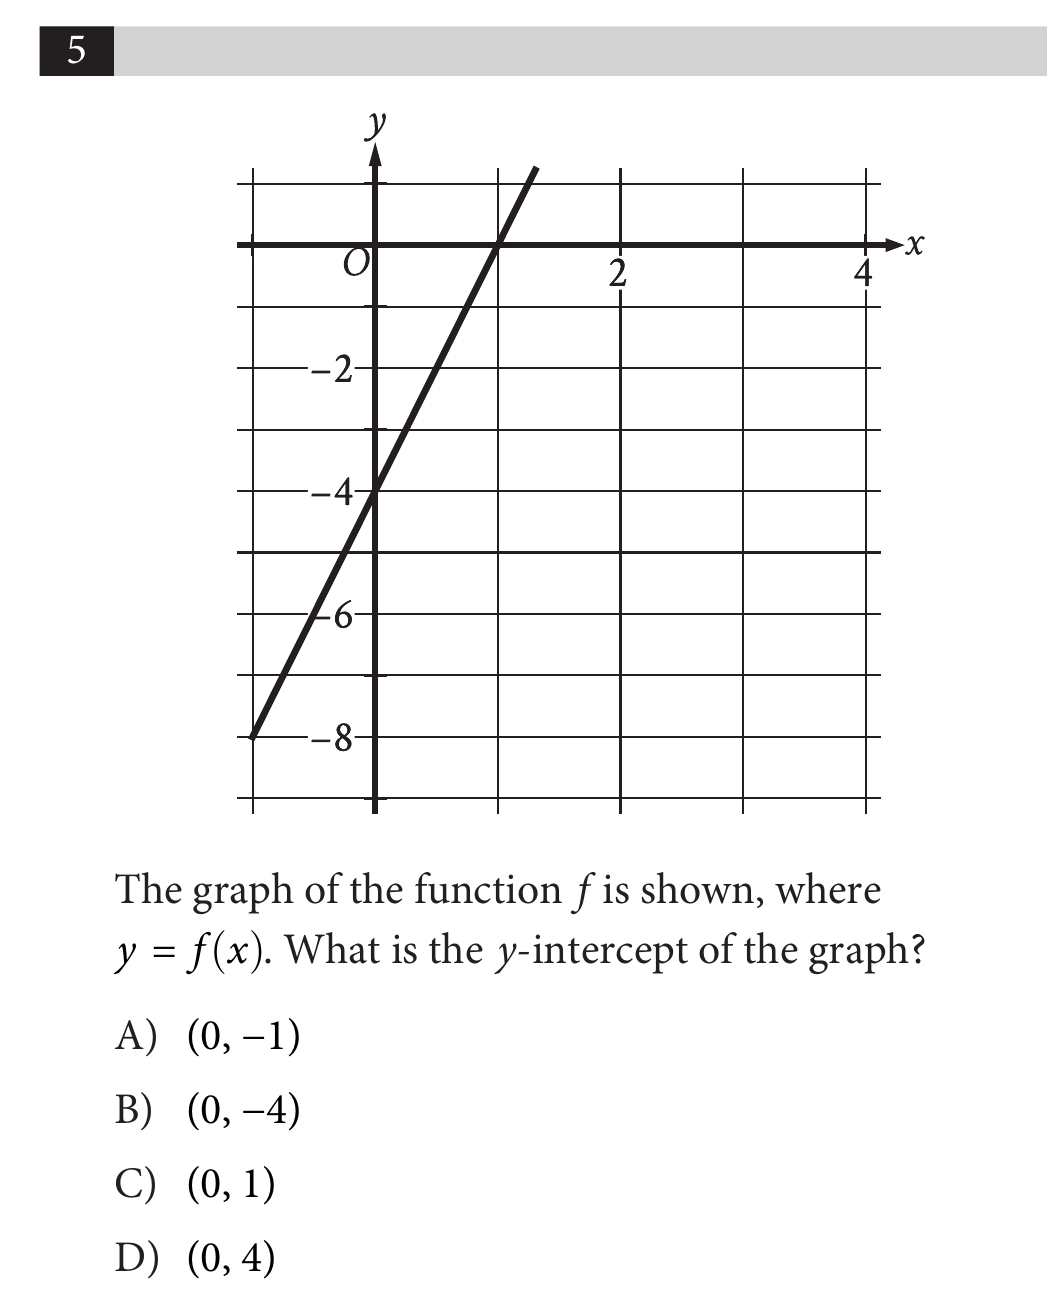 5
y
O
x
2
4
−2
−4
−6
−8
The graph of the function f is shown, where
y = f(x). What is the y-intercept of the graph?
A) (0, −1)
B) (0, −4)
C) (0, 1)
D) (0, 4)